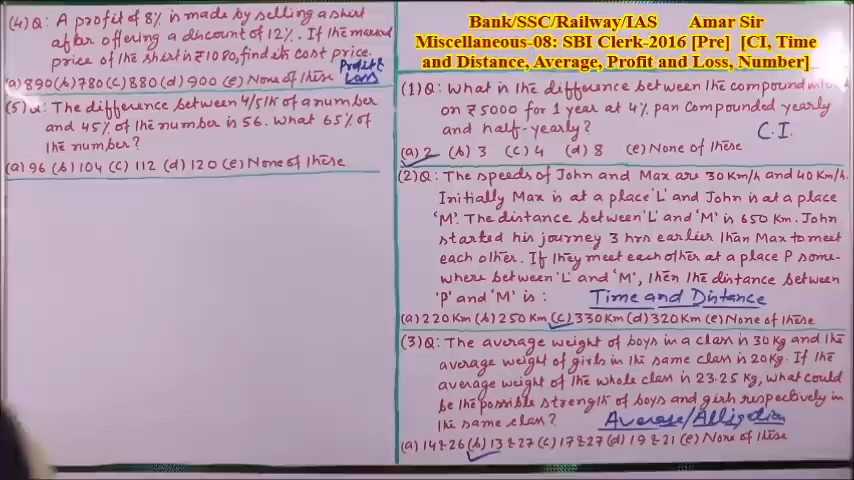 Bank/SSC/Railway/IAS Amar Sir
Miscellaneous-08: SBI Clerk-2016 [Pre] [CI, Time
and Distance, Average, Profit and Loss, Number]
(1)Q: What is the difference between the compound
on ₹5000 for 1 year at 4% pan Compounded yearly
and half-yearly?
C.I.
(a) 2 (b) 3 (c) 4 (d) 8 (e) None of these
(2)Q: The speeds of John and Max are 30 Km/h and 40 Km/h.
Initially Max is at a place 'L' and John is at a place
'M'. The distance between 'L' and 'M' is 650 Km. John
started his journey 3 hrs earlier than Max to meet
each other. If they meet each other at a place P some-
where between 'L' and 'M', then the distance between
'P' and 'M' is :
Time and Distance
(a) 220 Km (b) 250 Km (c) 330 Km (d) 320 Km (e) None of these
(3)Q: The average weight of boys in a class is 30 Kg and the
average weight of girls in the same class is 20 Kg. If the
average weight of the whole class is 23.25 Kg, what could
be the possible strength of boys and girls respectively in
the same class?
Average/Alligation
(a) 14 & 26 (b) 13 & 27 (c) 17 & 27 (d) 19 & 21 (e) None of these
(4)Q: A profit of 8% is made by selling a shirt
after offering a discount of 12%. If the marked
price of the shirt is ₹1080, find its cost price.
(a) 890 (b) 780 (c) 880 (d) 900 (e) None of these
Profit &
Loss
(5)Q: The difference between 4/5th of a number
and 45% of the number is 56. What 65% of
the number?
(a) 96 (b) 104 (c) 112 (d) 120 (e) None of these